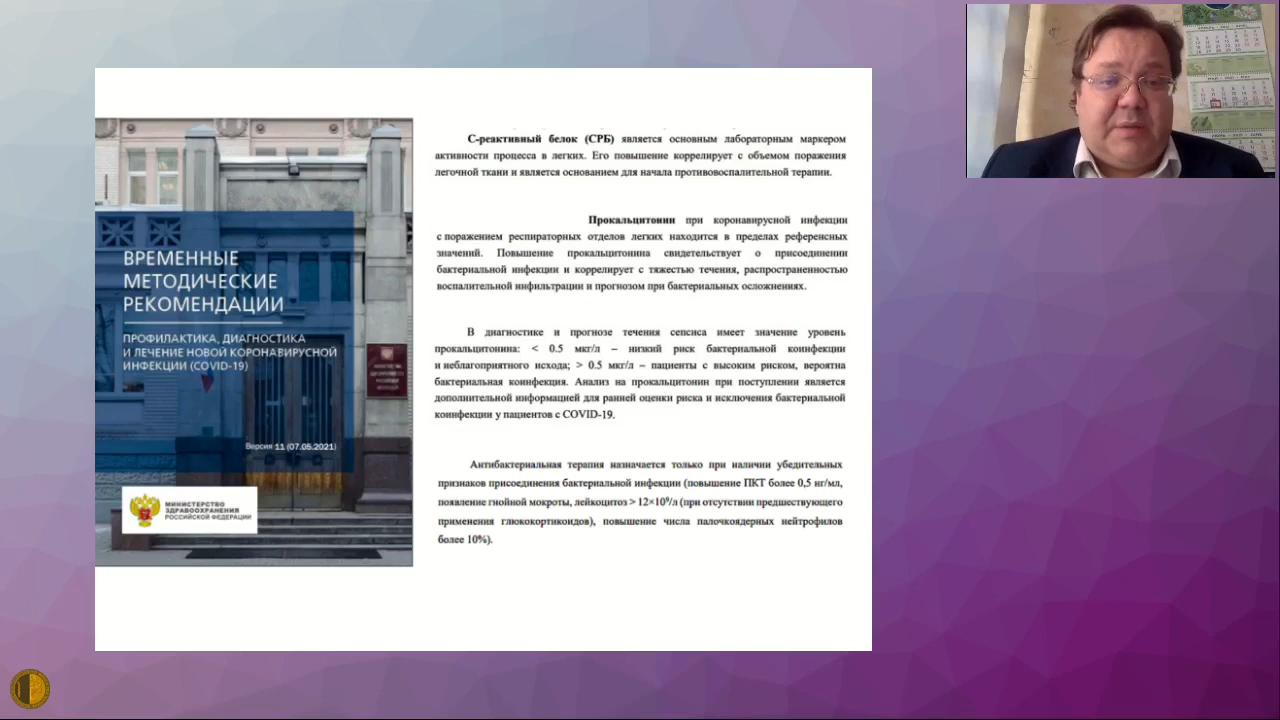 ВРЕМЕННЫЕ
МЕТОДИЧЕСКИЕ
РЕКОМЕНДАЦИИ
ПРОФИЛАКТИКА, ДИАГНОСТИКА
И ЛЕЧЕНИЕ НОВОЙ КОРОНАВИРУСНОЙ
ИНФЕКЦИИ (COVID-19)
Версия 11 (07.05.2021)
МИНИСТЕРСТВО
ЗДРАВООХРАНЕНИЯ
РОССИЙСКОЙ ФЕДЕРАЦИИ
С-реактивный белок (СРБ) является основным лабораторным маркером
активности процесса в легких. Его повышение коррелирует с объемом поражения
легочной ткани и является основанием для начала противовоспалительной терапии.
Прокальцитонин при коронавирусной инфекции
с поражением респираторных отделов легких находится в пределах референсных
значений. Повышение прокальцитонина свидетельствует о присоединении
бактериальной инфекции и коррелирует с тяжестью течения, распространенностью
воспалительной инфильтрации и прогнозом при бактериальных осложнениях.
В диагностике и прогнозе течения сепсиса имеет значение уровень
прокальцитонина: < 0.5 мкг/л – низкий риск бактериальной коинфекции
и неблагоприятного исхода; > 0.5 мкг/л – пациенты с высоким риском, вероятна
бактериальная коинфекция. Анализ на прокальцитонин при поступлении является
дополнительной информацией для ранней оценки риска и исключения бактериальной
коинфекции у пациентов с COVID-19.
Антибактериальная терапия назначается только при наличии убедительных
признаков присоединения бактериальной инфекции (повышение ПКТ более 0,5 нг/мл,
появление гнойной мокроты, лейкоцитоз > 12×10⁹/л (при отсутствии предшествующего
применения глюкокортикоидов), повышение числа палочкоядерных нейтрофилов
более 10%).